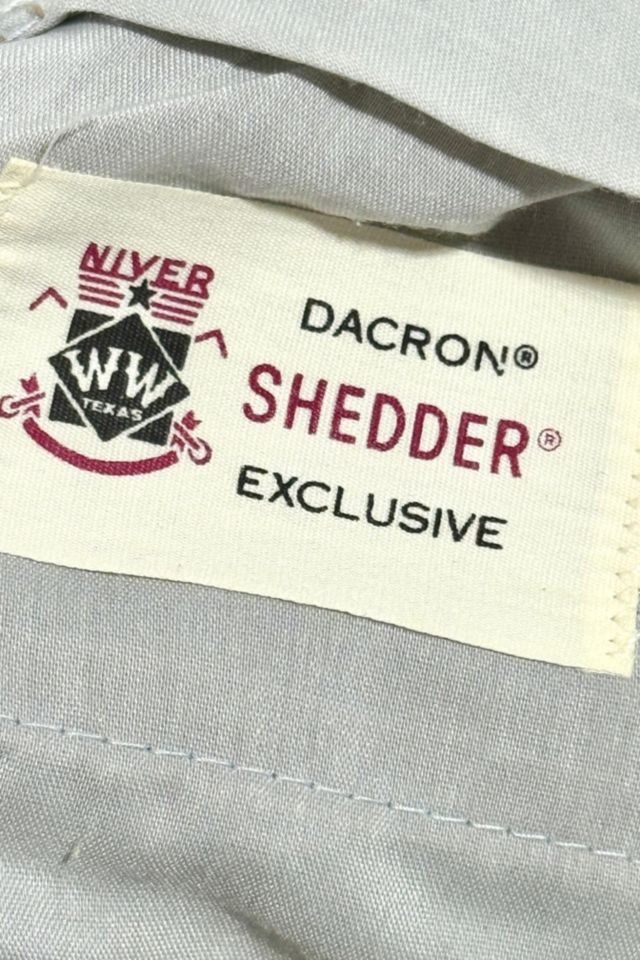 NIVER
WW
TEXAS
DACRON®
SHEDDER®
EXCLUSIVE